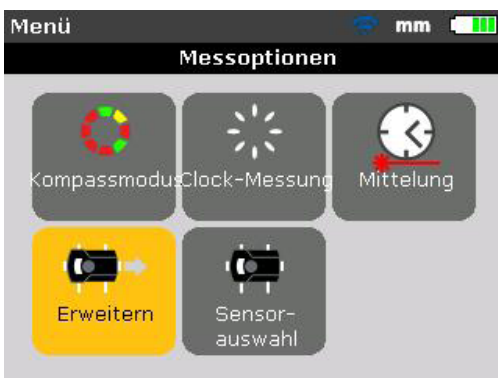 Menü mm
Messoptionen
Kompassmodus Clock-Messung Mittelung
Erweitern Sensor-
auswahl